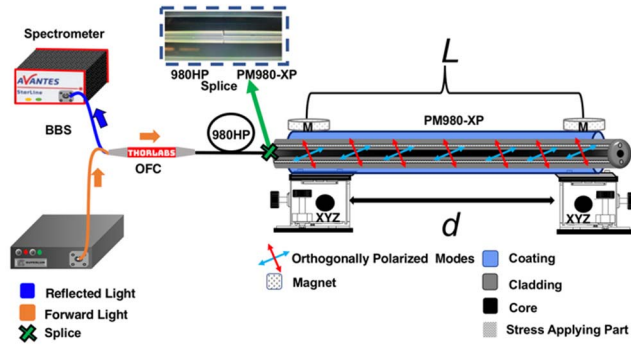 Spectrometer
AVANTES
StarLine
BBS
THORLABS
OFC
980HP PM980-XP
Splice
980HP
L
PM980-XP
M M
XYZ XYZ
d
Orthogonally Polarized Modes
Magnet
Reflected Light
Forward Light
Splice
Coating
Cladding
Core
Stress Applying Part